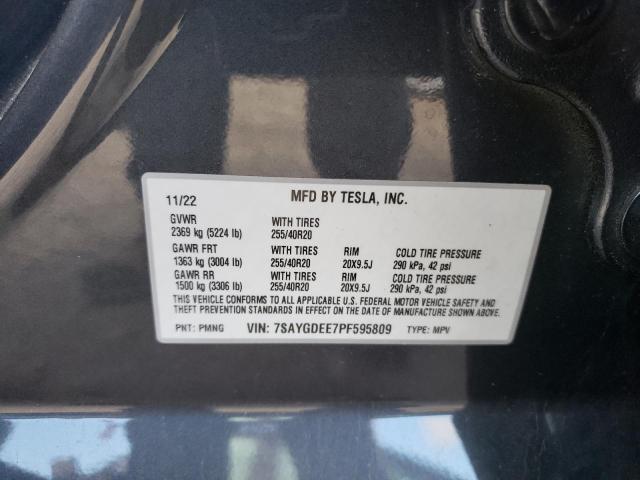 11/22 MFD BY TESLA, INC.
GVWR WITH TIRES
2369 kg (5224 lb) 255/40R20
GAWR FRT WITH TIRES RIM COLD TIRE PRESSURE
1363 kg (3004 lb) 255/40R20 20X9.5J 290 kPa, 42 psi
GAWR RR WITH TIRES RIM COLD TIRE PRESSURE
1500 kg (3306 lb) 255/40R20 20X9.5J 290 kPa, 42 psi
THIS VEHICLE CONFORMS TO ALL APPLICABLE U.S. FEDERAL MOTOR VEHICLE SAFETY AND
THEFT PREVENTION STANDARDS IN EFFECT ON THE DATE OF MANUFACTURE SHOWN ABOVE.
PNT: PMNG VIN: 7SAYGDEE7PF595809 TYPE: MPV